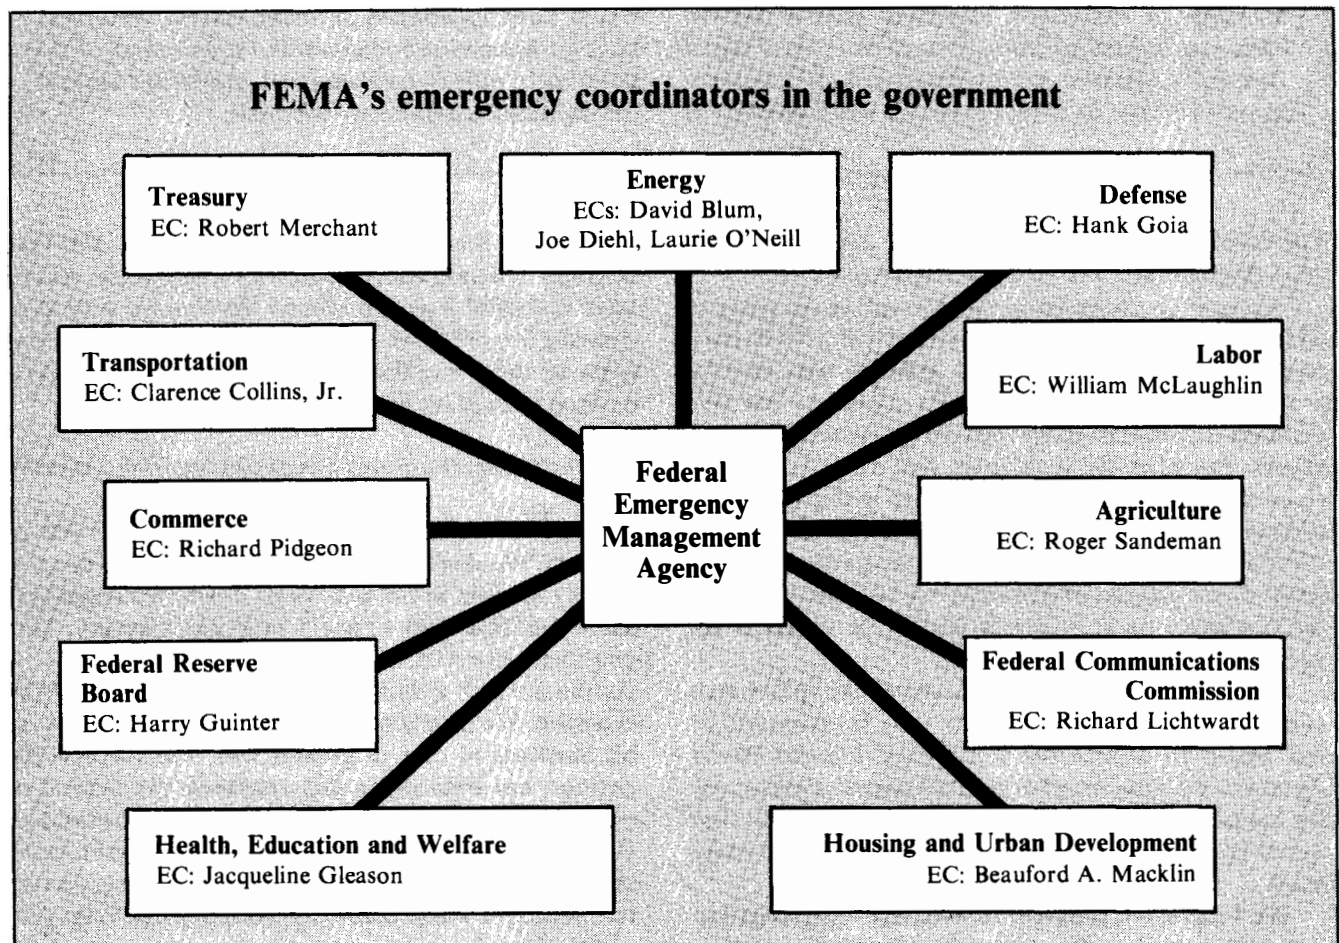 FEMA's emergency coordinators in the government
Treasury
EC: Robert Merchant
Energy
ECs: David Blum,
Joe Diehl, Laurie O'Neill
Defense
EC: Hank Goia
Transportation
EC: Clarence Collins, Jr.
Labor
EC: William McLaughlin
Federal
Emergency
Management
Agency
Commerce
EC: Richard Pidgeon
Agriculture
EC: Roger Sandeman
Federal Reserve
Board
EC: Harry Guinter
Federal Communications
Commission
EC: Richard Lichtwardt
Health, Education and Welfare
EC: Jacqueline Gleason
Housing and Urban Development
EC: Beauford A. Macklin